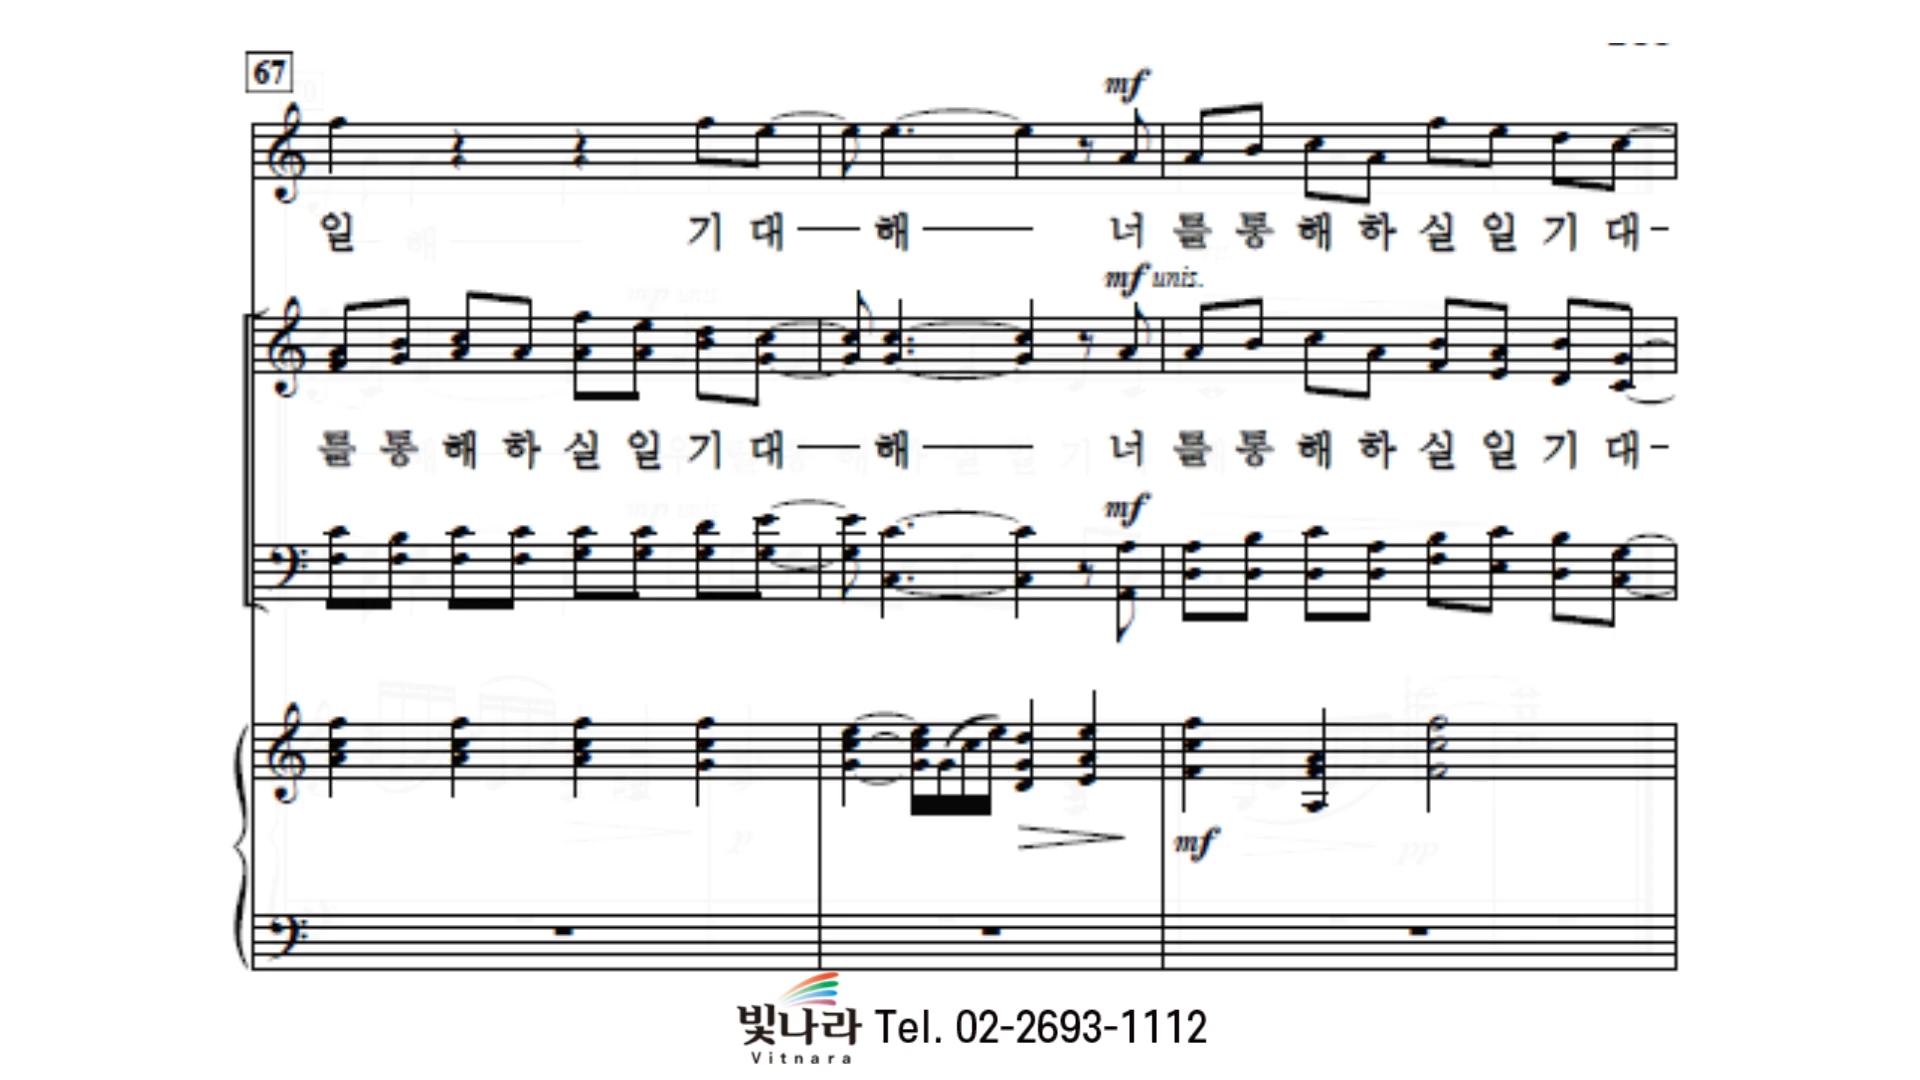 67
mf
일 기 대 해 너 를 통 해 하 실 일 기 대-
mf unis.
를 통 해 하 실 일 기 대 해 너 를 통 해 하 실 일 기 대-
mf
mf
빛나라 Tel. 02-2693-1112
Vitnara